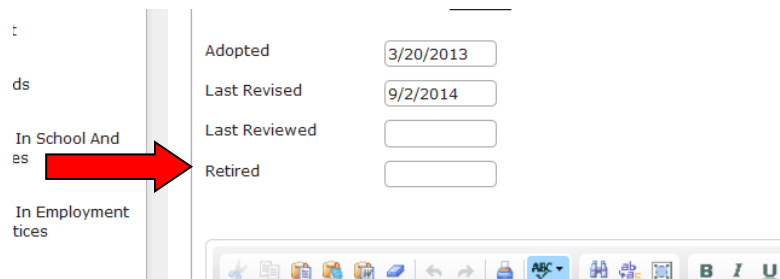 Adopted 3/20/2013
ds
Last Revised 9/2/2014
In School And
Last Reviewed
es
Retired
In Employment
tices
ABC
B I U